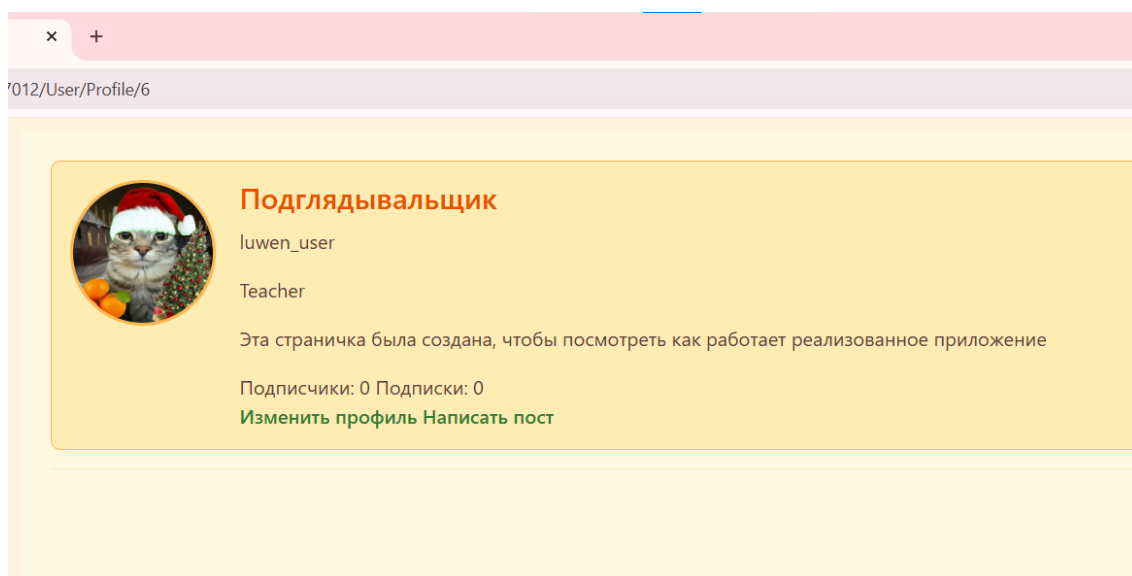 7012/User/Profile/6
Подглядывальщик
luwen_user
Teacher
Эта страничка была создана, чтобы посмотреть как работает реализованное приложение
Подписчики: 0 Подписки: 0
Изменить профиль Написать пост